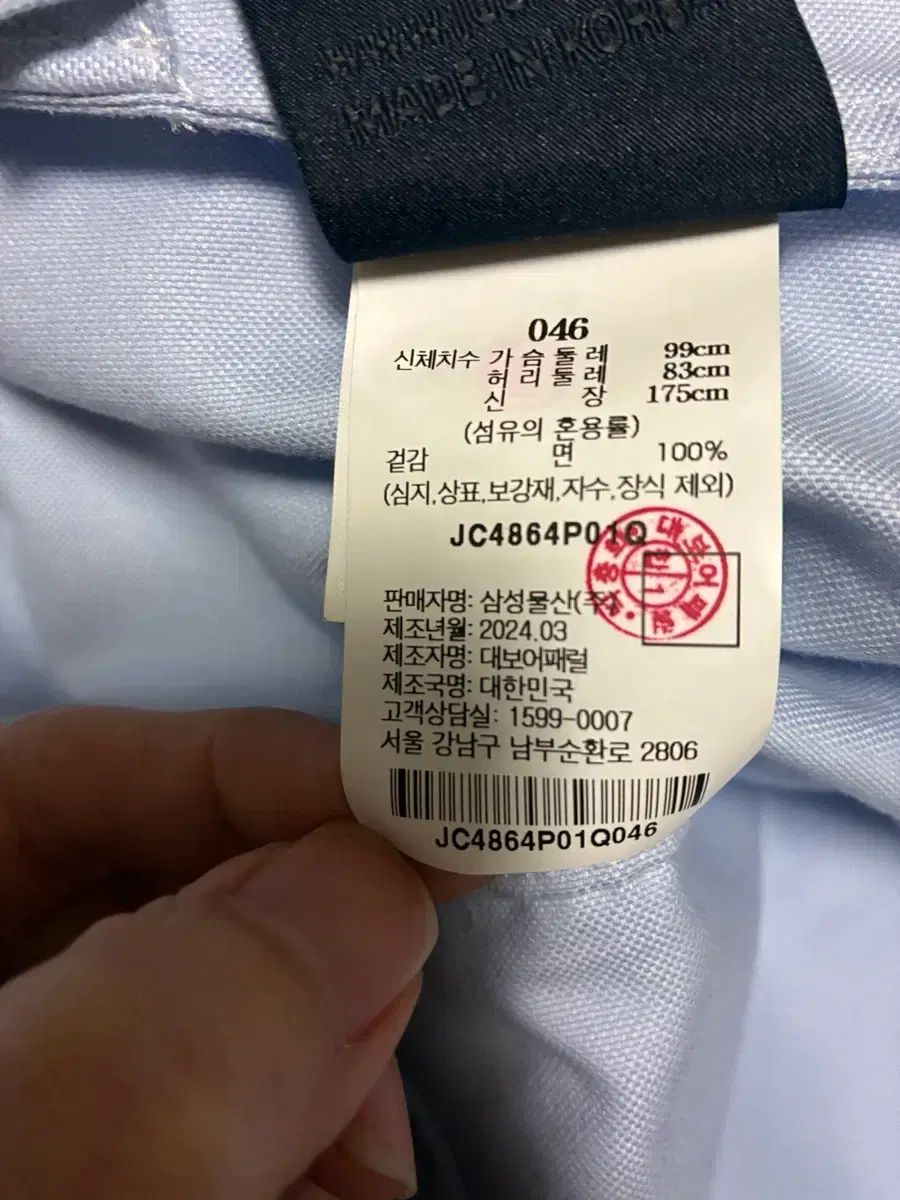 MADE IN KOREA
046
신체치수 가 슴 둘 레 99cm
허 리 둘 레 83cm
신 장 175cm
(섬유의 혼용률)
겉감 면 100%
(심지,상표,보강재,자수,장식 제외)
JC4864P01Q
판매자명: 삼성물산(주)
제조년월: 2024.03
제조자명: 대보어패럴
제조국명: 대한민국
고객상담실: 1599-0007
서울 강남구 남부순환로 2806
JC4864P01Q046